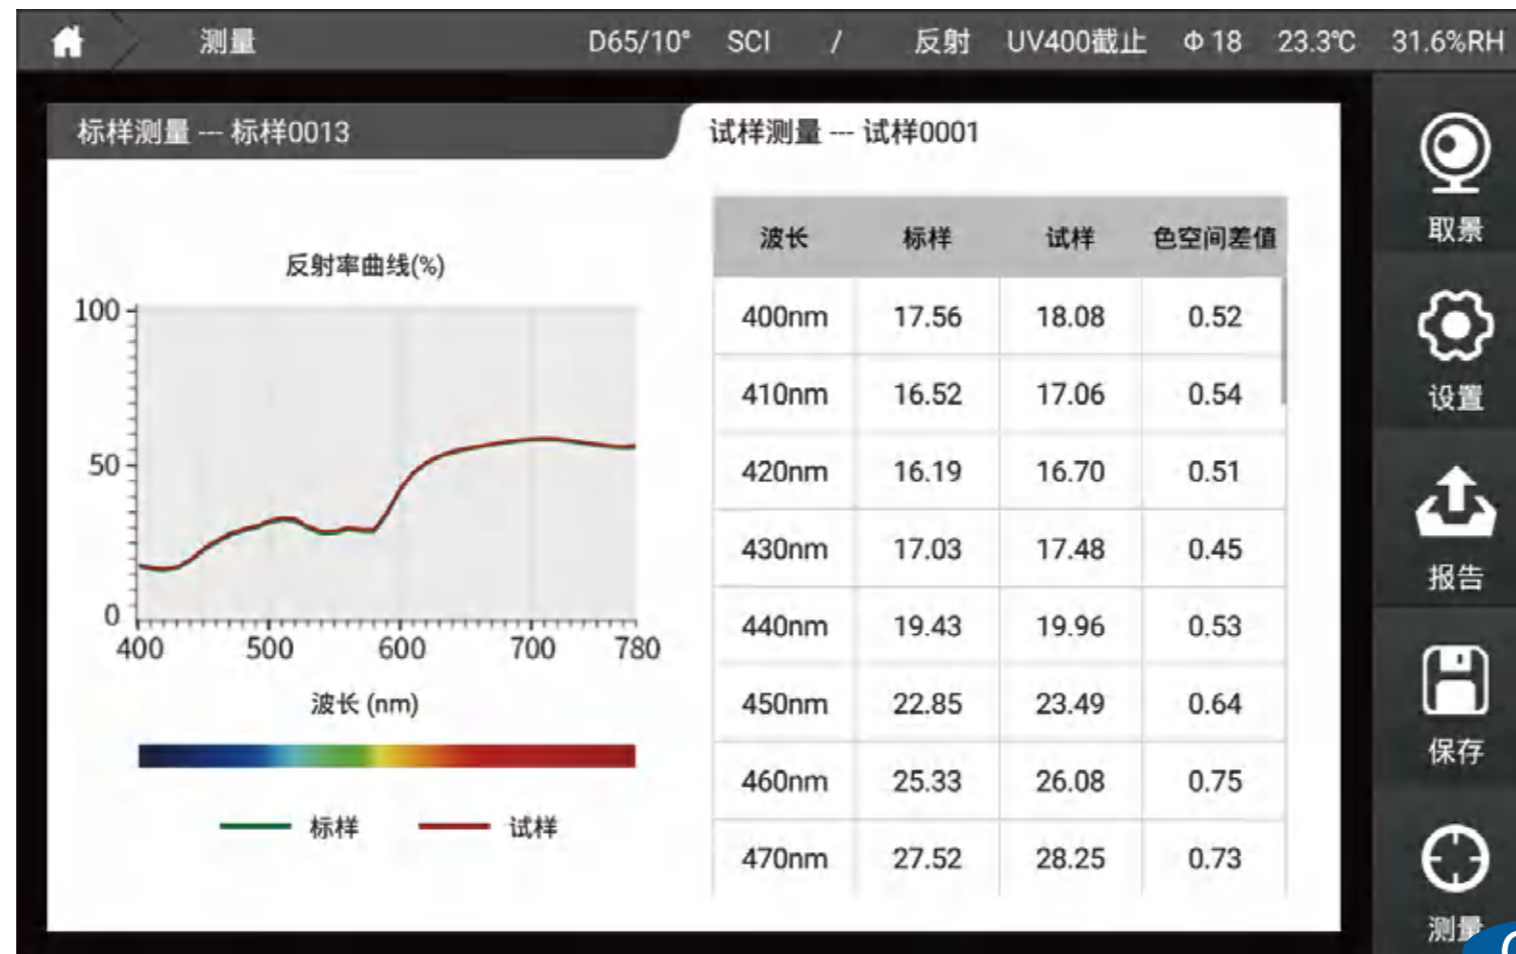 测量 D65/10° SCI / 反射 UV400截止 Φ 18 23.3℃ 31.6%RH
标样测量 --- 标样0013
试样测量 --- 试样0001
反射率曲线(%)
100
50
0
400 500 600 700 780
波长 (nm)
标样 试样
波长 标样 试样 色空间差值
400nm 17.56 18.08 0.52
410nm 16.52 17.06 0.54
420nm 16.19 16.70 0.51
430nm 17.03 17.48 0.45
440nm 19.43 19.96 0.53
450nm 22.85 23.49 0.64
460nm 25.33 26.08 0.75
470nm 27.52 28.25 0.73
取景
设置
报告
保存
测量